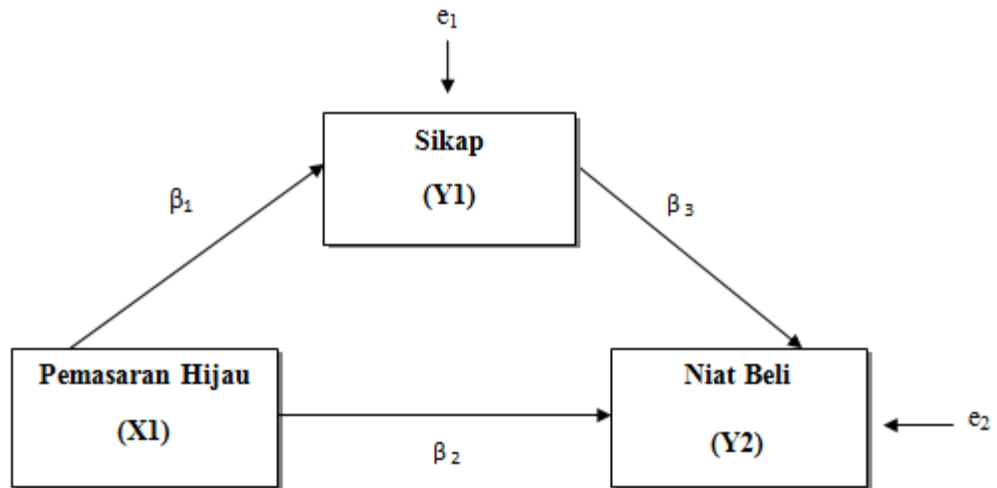 e₁
Sikap
(Y1)
β₁
β₃
Pemasaran Hijau
(X1)
β₂
Niat Beli
(Y2)
e₂